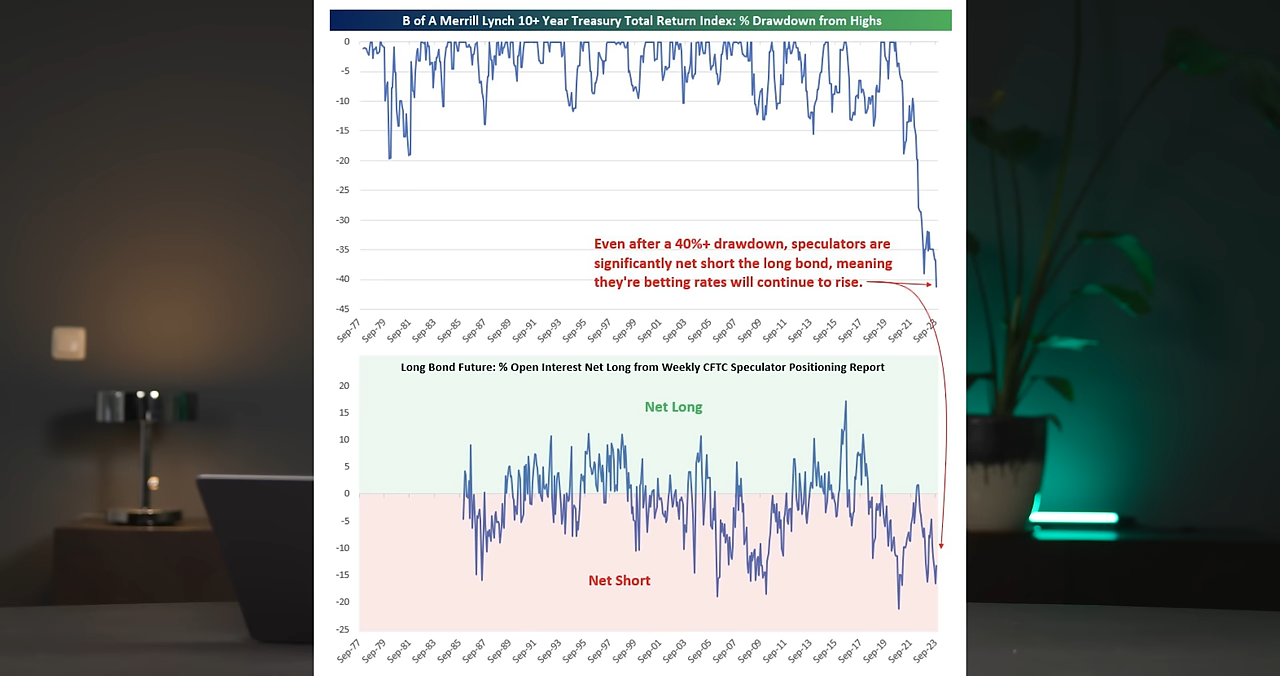 B of A Merrill Lynch 10+ Year Treasury Total Return Index: % Drawdown from Highs
0
-5
-10
-15
-20
-25
-30
-35
-40
-45
Even after a 40%+ drawdown, speculators are
significantly net short the long bond, meaning
they're betting rates will continue to rise.
Sep-77 Sep-79 Sep-81 Sep-83 Sep-85 Sep-87 Sep-89 Sep-91 Sep-93 Sep-95 Sep-97 Sep-99 Sep-01 Sep-03 Sep-05 Sep-07 Sep-09 Sep-11 Sep-13 Sep-15 Sep-17 Sep-19 Sep-21 Sep-23
Long Bond Future: % Open Interest Net Long from Weekly CFTC Speculator Positioning Report
20
15
10
5
0
-5
-10
-15
-20
-25
Net Long
Net Short
Sep-77 Sep-79 Sep-81 Sep-83 Sep-85 Sep-87 Sep-89 Sep-91 Sep-93 Sep-95 Sep-97 Sep-99 Sep-01 Sep-03 Sep-05 Sep-07 Sep-09 Sep-11 Sep-13 Sep-15 Sep-17 Sep-19 Sep-21 Sep-23